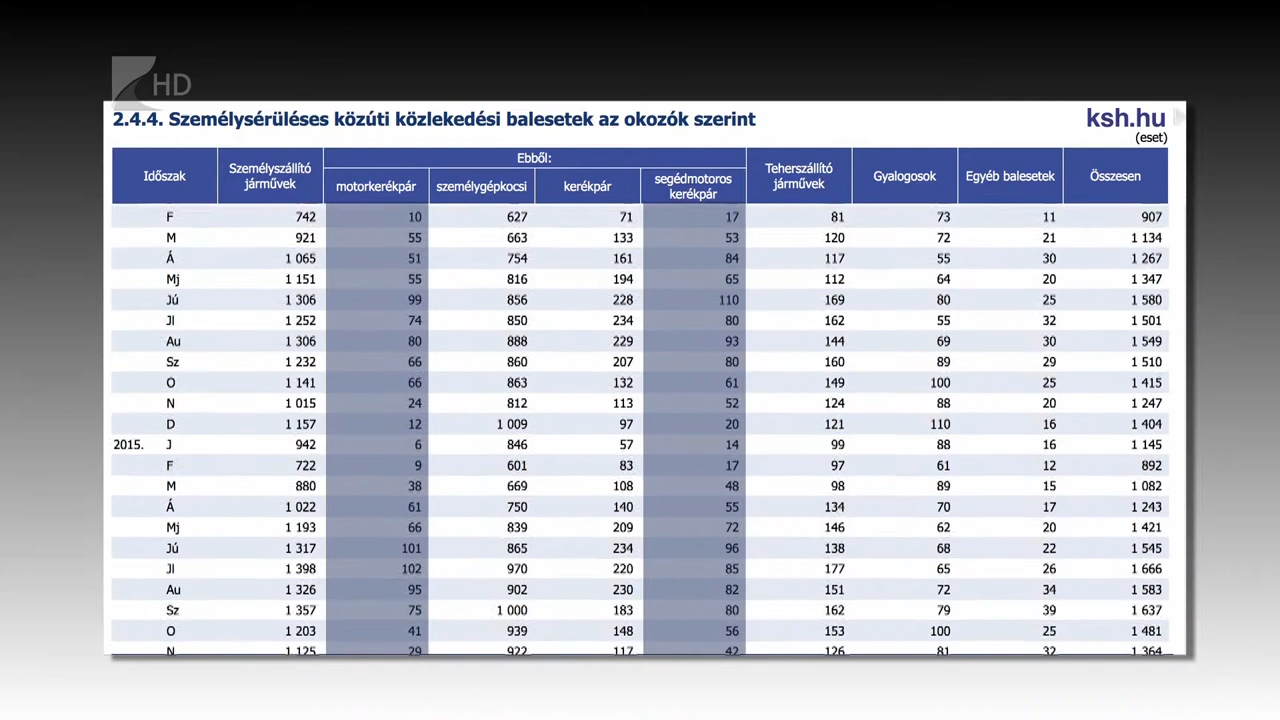 HD
2.4.4. Személysérüléses közúti közlekedési balesetek az okozók szerint
ksh.hu
(eset)
Időszak Személyszállító járművek Ebből: motorkerékpár személygépkocsi kerékpár segédmotoros kerékpár Teherszállító járművek Gyalogosok Egyéb balesetek Összesen
F 742 10 627 71 17 81 73 11 907
M 921 55 663 133 53 120 72 21 1 134
Á 1 065 51 754 161 84 117 55 30 1 267
Mj 1 151 55 816 194 65 112 64 20 1 347
Jú 1 306 99 856 228 110 169 80 25 1 580
Jl 1 252 74 850 234 80 162 55 32 1 501
Au 1 306 80 888 229 93 144 69 30 1 549
Sz 1 232 66 860 207 80 160 89 29 1 510
O 1 141 66 863 132 61 149 100 25 1 415
N 1 015 24 812 113 52 124 88 20 1 247
D 1 157 12 1 009 97 20 121 110 16 1 404
2015. J 942 6 846 57 14 99 88 16 1 145
F 722 9 601 83 17 97 61 12 892
M 880 38 669 108 48 98 89 15 1 082
Á 1 022 61 750 140 55 134 70 17 1 243
Mj 1 193 66 839 209 72 146 62 20 1 421
Jú 1 317 101 865 234 96 138 68 22 1 545
Jl 1 398 102 970 220 85 177 65 26 1 666
Au 1 326 95 902 230 82 151 72 34 1 583
Sz 1 357 75 1 000 183 80 162 79 39 1 637
O 1 203 41 939 148 56 153 100 25 1 481
N 1 125 29 922 117 42 126 81 32 1 364